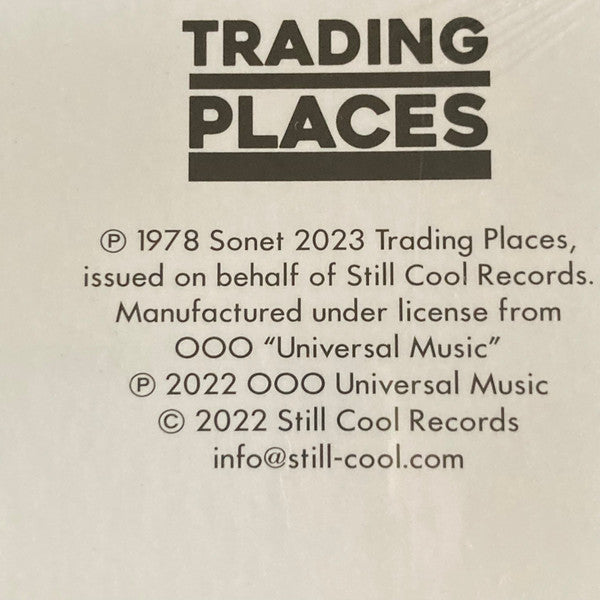 TRADING
PLACES
℗ 1978 Sonet 2023 Trading Places,
issued on behalf of Still Cool Records.
Manufactured under license from
OOO “Universal Music”
℗ 2022 OOO Universal Music
© 2022 Still Cool Records
info@still-cool.com